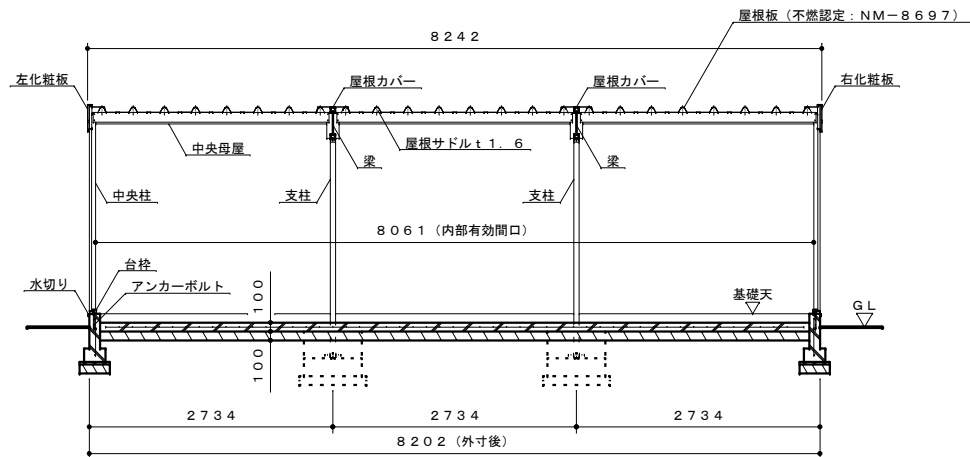 屋根板（不燃認定：NM－8697）
8242
左化粧板
屋根カバー
屋根カバー
右化粧板
中央母屋
屋根サドルｔ1．6
梁
梁
中央柱
支柱
支柱
8061（内部有効間口）
台枠
水切り
アンカーボルト
100
基礎天
GL
100
2734
2734
2734
8202（外寸後）